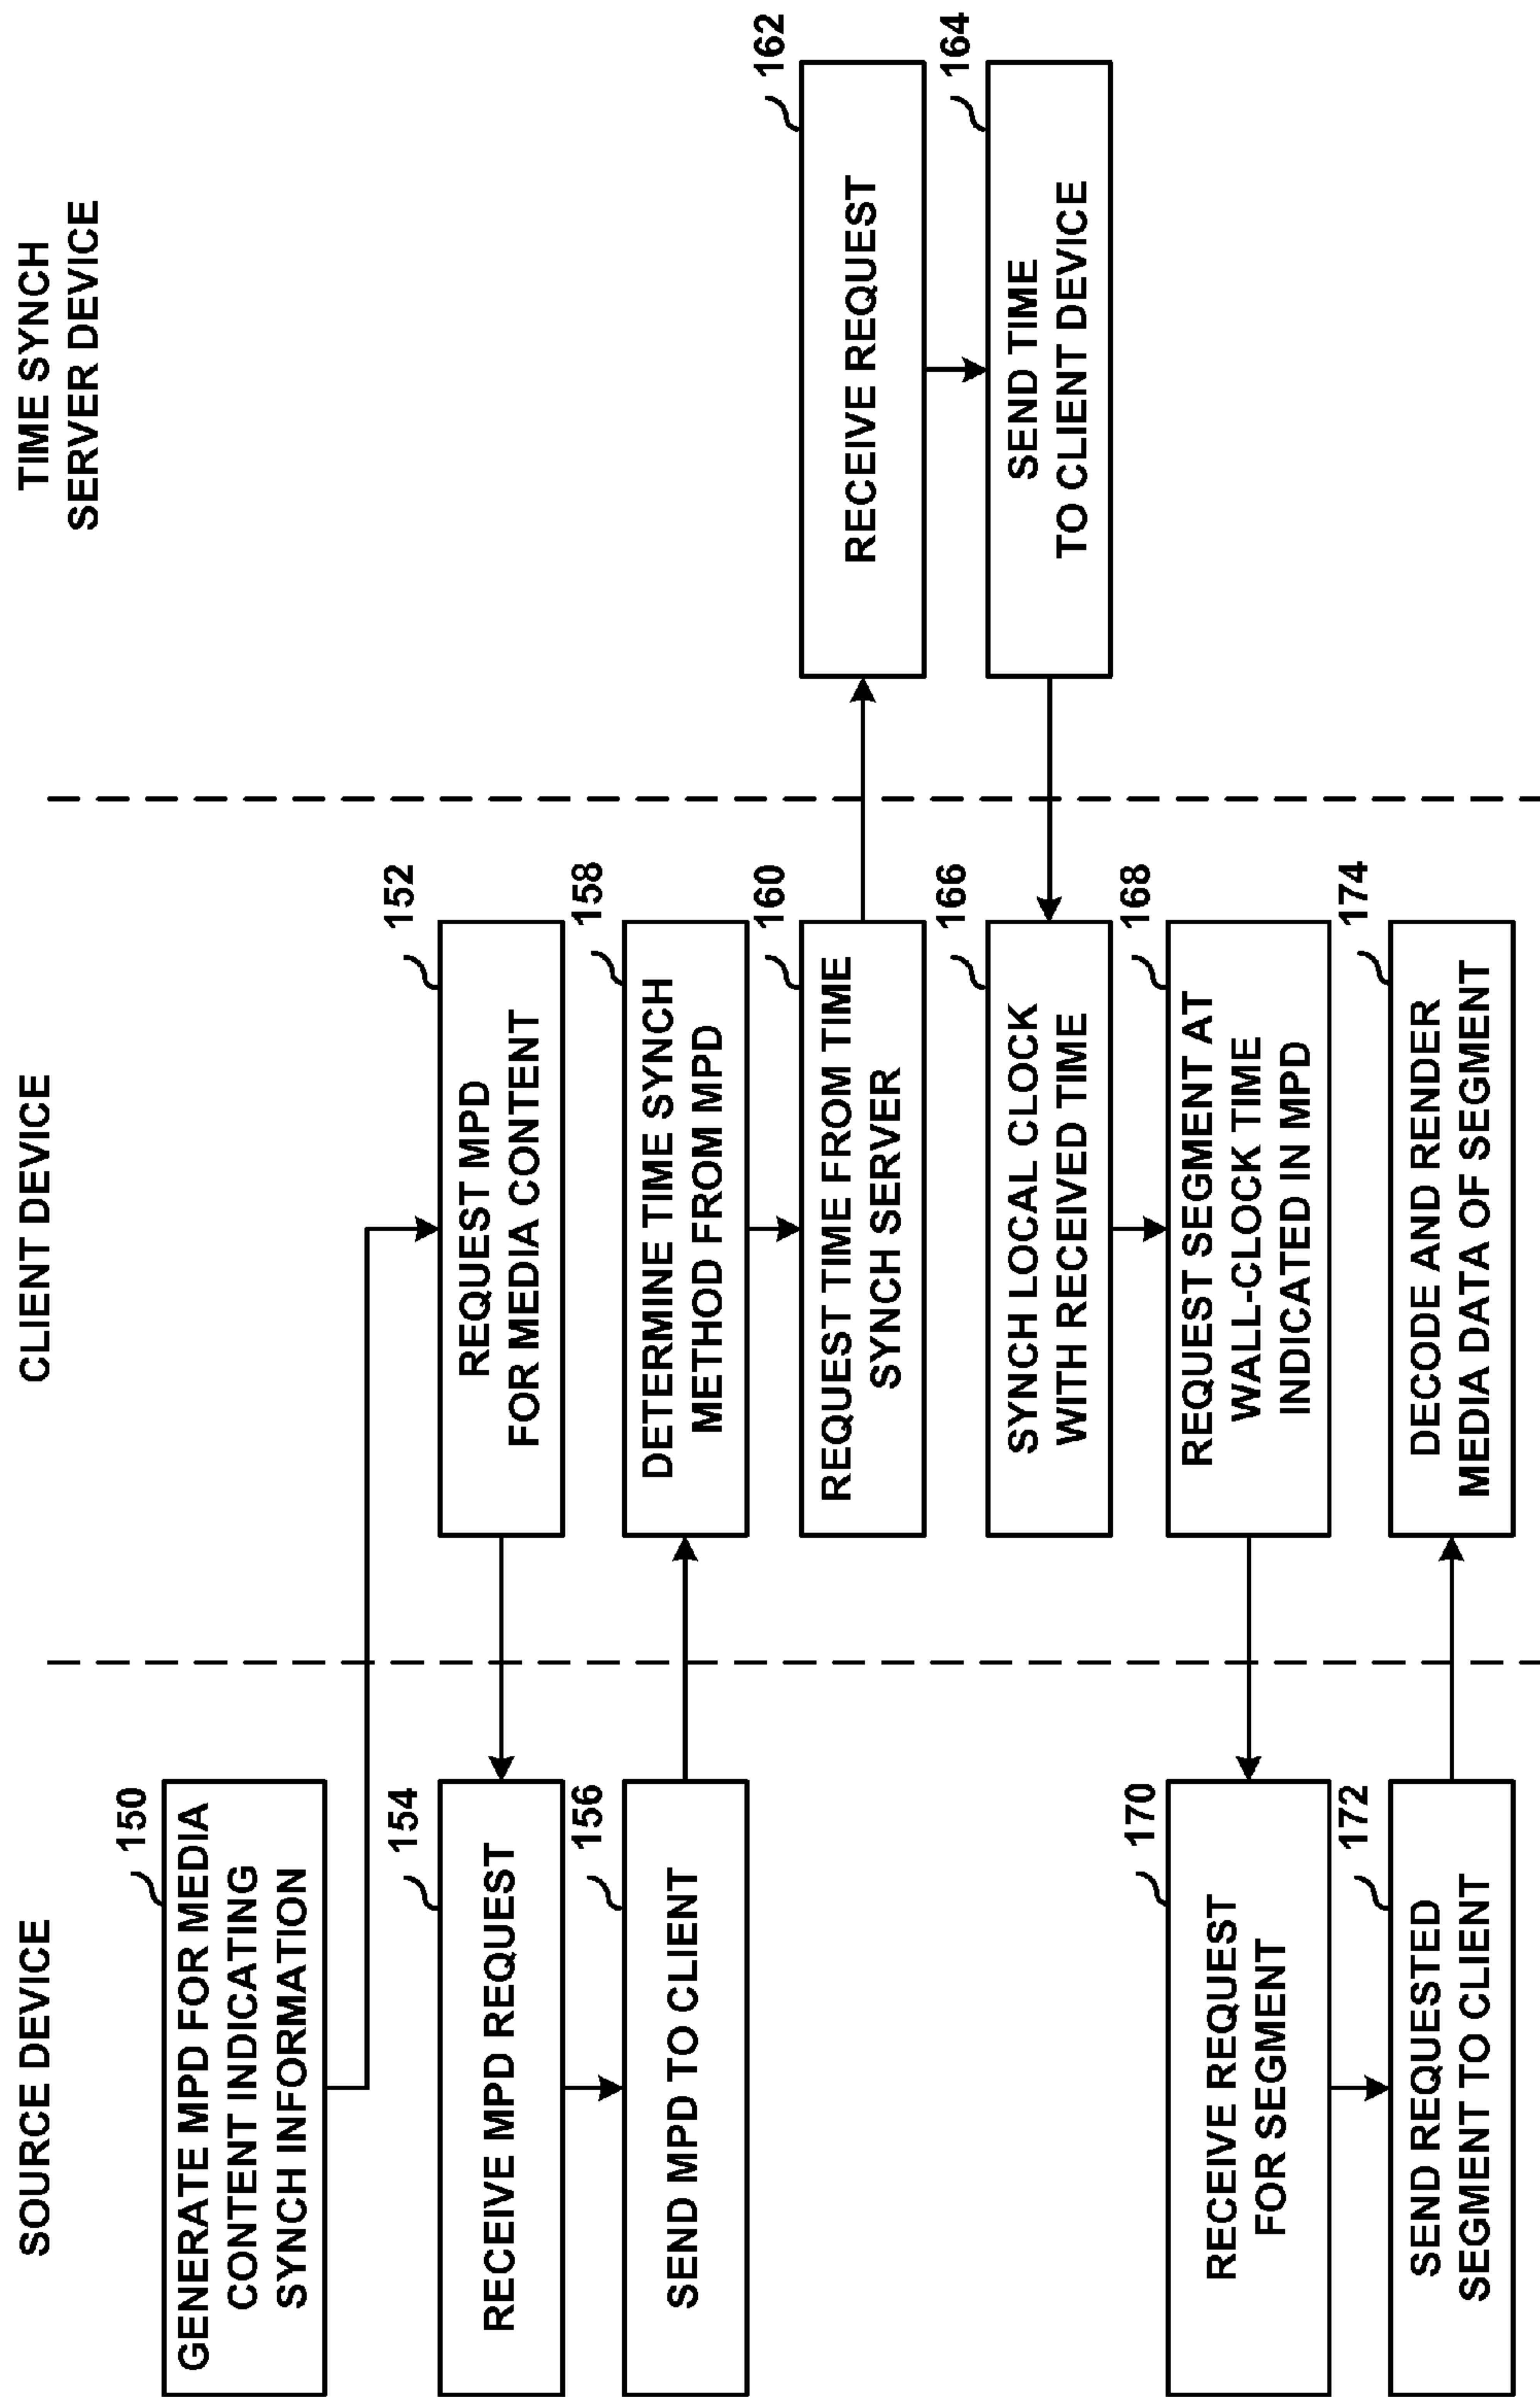 SOURCE DEVICE
CLIENT DEVICE
TIME SYNCH
SERVER DEVICE
150
GENERATE MPD FOR MEDIA
CONTENT INDICATING
SYNCH INFORMATION
152
REQUEST MPD
FOR MEDIA CONTENT
154
RECEIVE MPD REQUEST
156
SEND MPD TO CLIENT
158
DETERMINE TIME SYNCH
METHOD FROM MPD
160
REQUEST TIME FROM TIME
SYNCH SERVER
162
RECEIVE REQUEST
164
SEND TIME
TO CLIENT DEVICE
166
SYNCH LOCAL CLOCK
WITH RECEIVED TIME
168
REQUEST SEGMENT AT
WALL-CLOCK TIME
INDICATED IN MPD
170
RECEIVE REQUEST
FOR SEGMENT
172
SEND REQUESTED
SEGMENT TO CLIENT
174
DECODE AND RENDER
MEDIA DATA OF SEGMENT